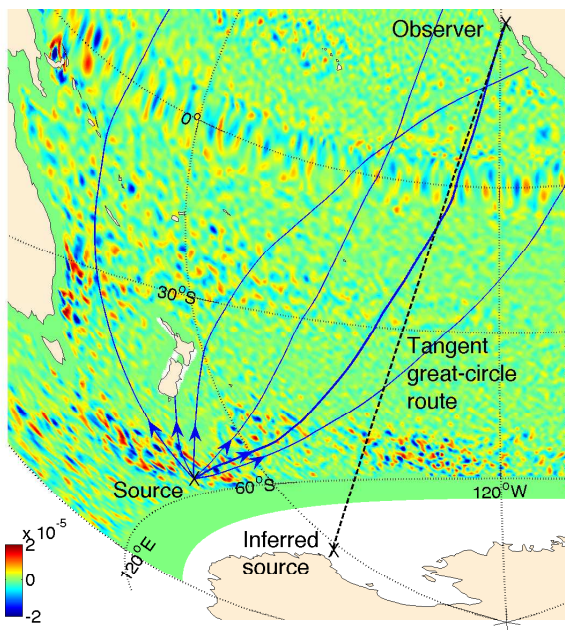 Observer
0°
30°S
Tangent
great-circle
route
Source
60°S
120°W
x 10⁻⁵
2
0
-2
120°E
Inferred
source